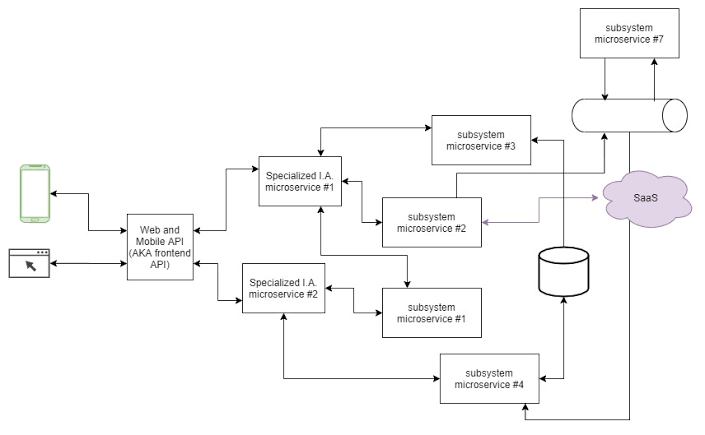 subsystem
microservice #7
subsystem
microservice #3
Specialized I.A.
microservice #1
SaaS
subsystem
microservice #2
Web and
Mobile API
(AKA frontend
API)
Specialized I.A.
microservice #2
subsystem
microservice #1
subsystem
microservice #4